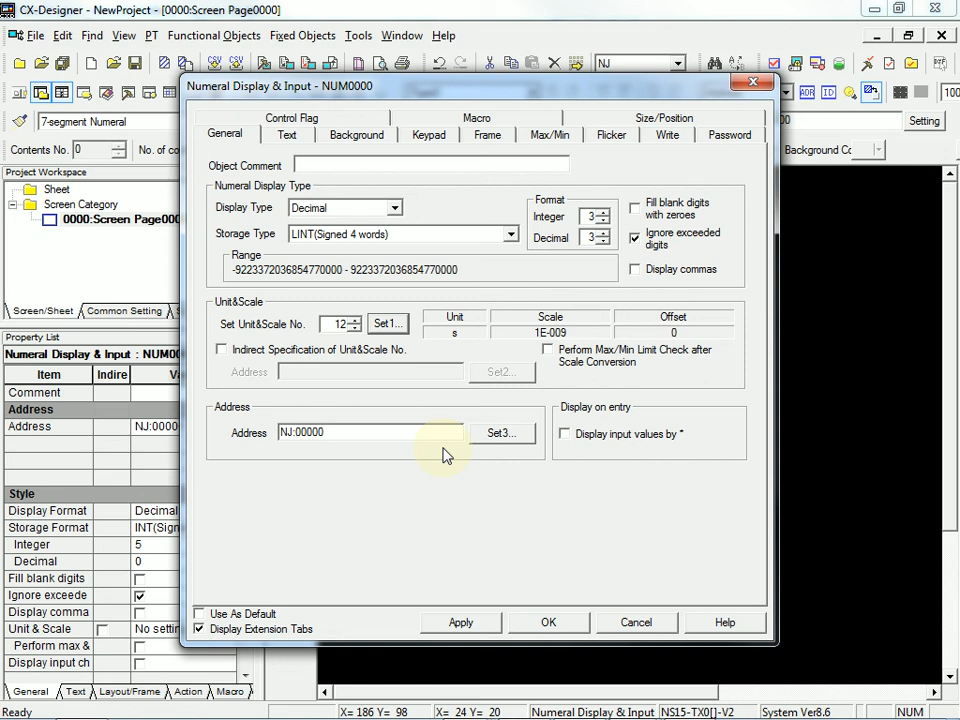 CX-Designer - NewProject - [0000:Screen Page0000]
File Edit Find View PT Functional Objects Fixed Objects Tools Window Help
NJ
ADR ID 100
7-segment Numeral
00 Setting
Contents No. 0 No. of co
Background Cc
Project Workspace
Sheet
Screen Category
0000:Screen Page000
Screen/Sheet Common Setting
Property List
Numeral Display & Input : NUM00
Item Indire Va
Comment
Address
Address NJ:0000
Style
Display Format Decimal
Storage Format INT(Sign
Integer 5
Decimal 0
Fill blank digits
Ignore exceede
Display comma
Unit & Scale No settin
Perform max &
Display input ch
General Text Layout/Frame Action Macro
Numeral Display & Input - NUM0000
Control Flag Macro Size/Position
General Text Background Keypad Frame Max/Min Flicker Write Password
Object Comment
Numeral Display Type
Display Type Decimal
Storage Type LINT(Signed 4 words)
Format
Integer 3
Decimal 3
Fill blank digits
with zeroes
Ignore exceeded
digits
Display commas
Range
-9223372036854770000 - 9223372036854770000
Unit&Scale
Set Unit&Scale No. 12 Set1...
Unit Scale Offset
s 1E-009 0
Indirect Specification of Unit&Scale No.
Address Set2...
Perform Max/Min Limit Check after
Scale Conversion
Address
Address NJ:00000 Set3...
Display on entry
Display input values by *
Use As Default
Display Extension Tabs
Apply OK Cancel Help
Ready X= 186 Y= 98 X= 24 Y= 20 Numeral Display & Input NS15-TX0[]-V2 System Ver8.6 NUM